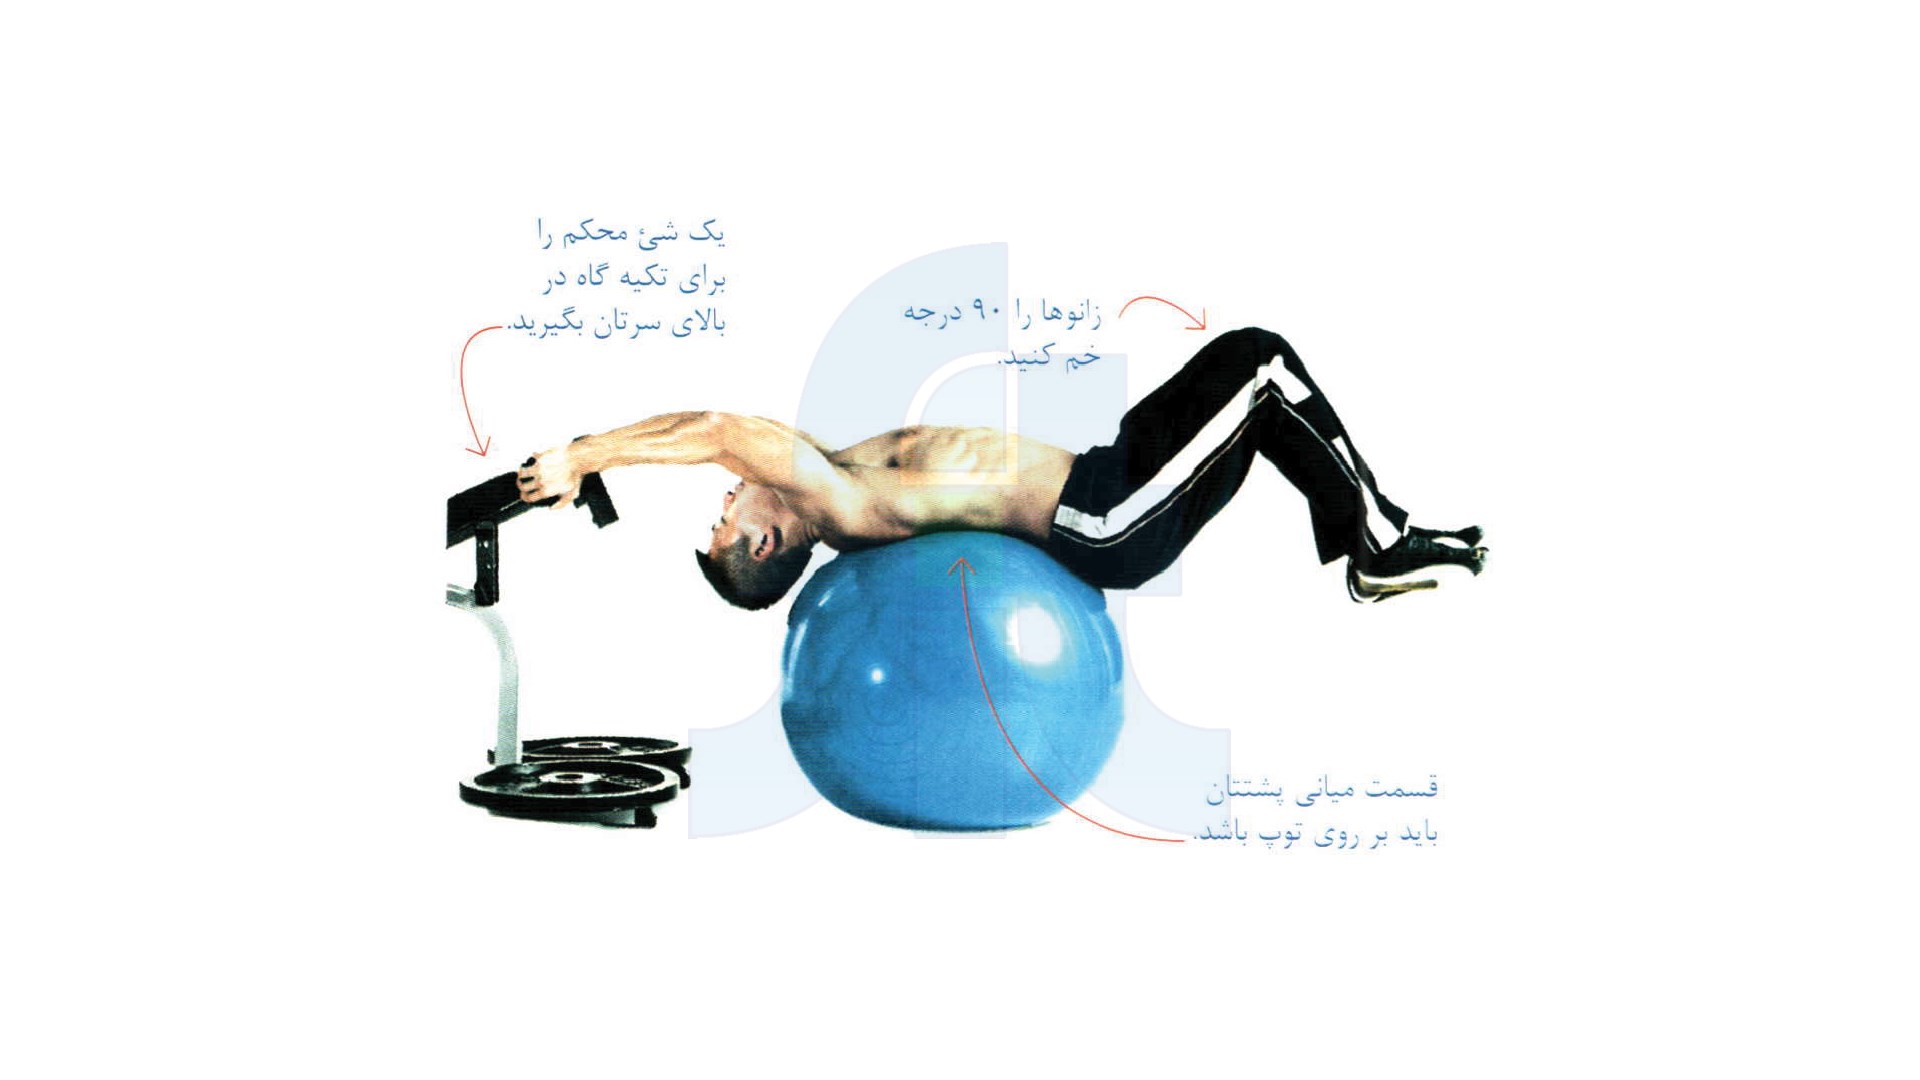 یک شئ محکم را
برای تکیه گاه در
بالای سرتان بگیرید.
زانوها را ۹۰ درجه
خم کنید.
قسمت میانی پشتتان
باید بر روی توپ باشد.